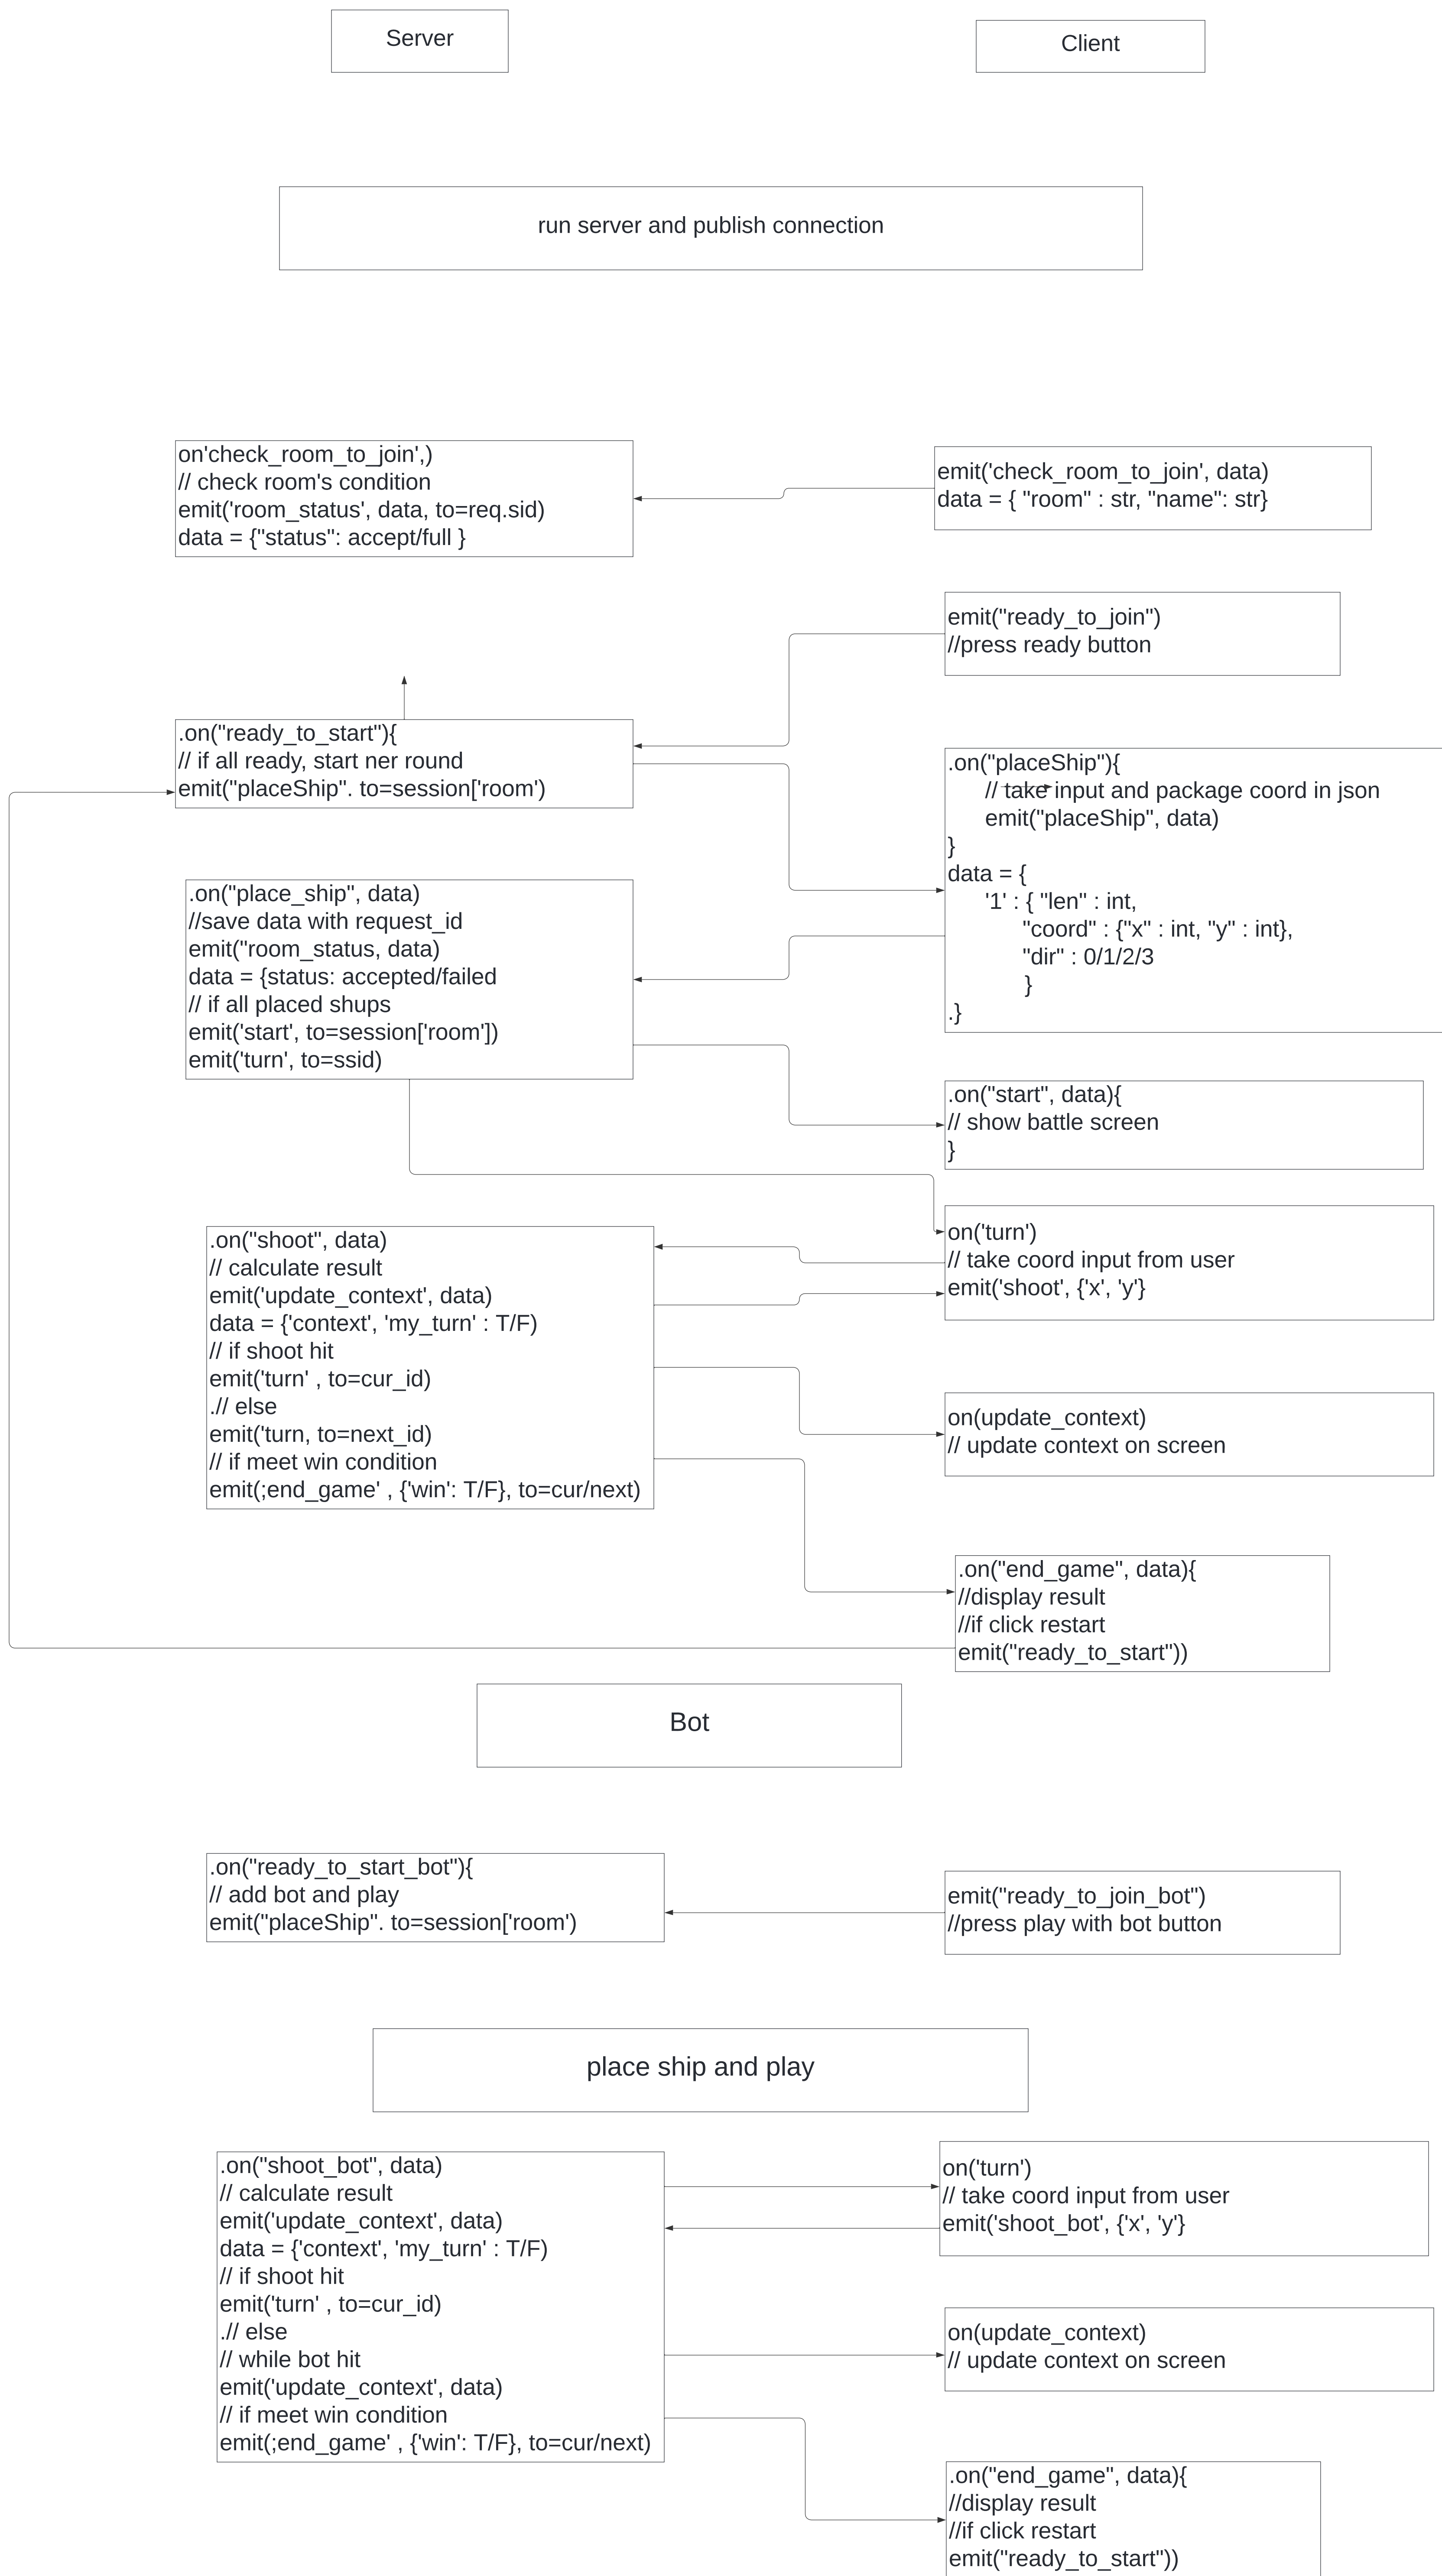 Server
Client
run server and publish connection
on'check_room_to_join',)
// check room's condition
emit('room_status', data, to=req.sid)
data = {"status": accept/full }
emit('check_room_to_join', data)
data = { "room" : str, "name": str}
emit("ready_to_join")
//press ready button
.on("ready_to_start"){
// if all ready, start ner round
emit("placeShip". to=session['room')
.on("placeShip"){
// take input and package coord in json
emit("placeShip", data)
}
data = {
'1' : { "len" : int,
"coord" : {"x" : int, "y" : int},
"dir" : 0/1/2/3
}
.}
.on("place_ship", data)
//save data with request_id
emit("room_status, data)
data = {status: accepted/failed
// if all placed shups
emit('start', to=session['room'])
emit('turn', to=ssid)
.on("start", data){
// show battle screen
}
on('turn')
// take coord input from user
emit('shoot', {'x', 'y'}
.on("shoot", data)
// calculate result
emit('update_context', data)
data = {'context', 'my_turn' : T/F)
// if shoot hit
emit('turn' , to=cur_id)
.// else
emit('turn, to=next_id)
// if meet win condition
emit(;end_game' , {'win': T/F}, to=cur/next)
on(update_context)
// update context on screen
.on("end_game", data){
//display result
//if click restart
emit("ready_to_start"))
Bot
.on("ready_to_start_bot"){
// add bot and play
emit("placeShip". to=session['room')
emit("ready_to_join_bot")
//press play with bot button
place ship and play
.on("shoot_bot", data)
// calculate result
emit('update_context', data)
data = {'context', 'my_turn' : T/F)
// if shoot hit
emit('turn' , to=cur_id)
.// else
// while bot hit
emit('update_context', data)
// if meet win condition
emit(;end_game' , {'win': T/F}, to=cur/next)
on('turn')
// take coord input from user
emit('shoot_bot', {'x', 'y'}
on(update_context)
// update context on screen
.on("end_game", data){
//display result
//if click restart
emit("ready_to_start"))